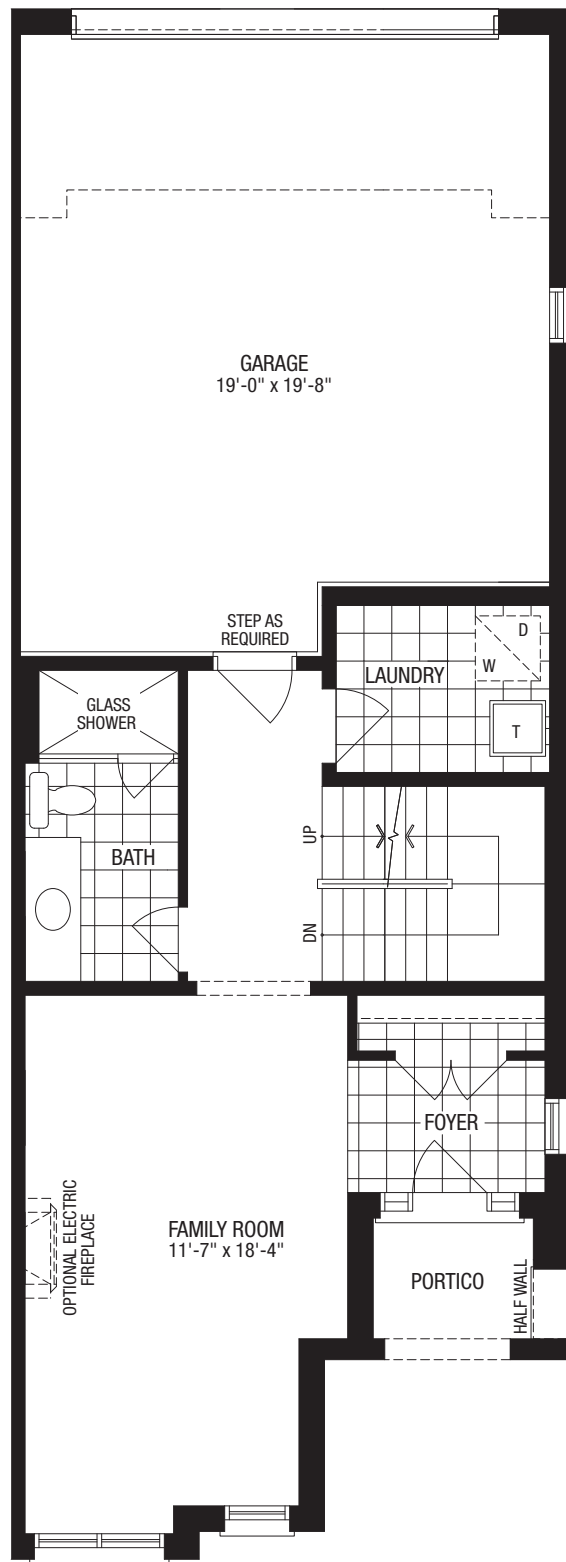 GARAGE
19'-0" x 19'-8"
STEP AS
REQUIRED
D
W
LAUNDRY
T
GLASS
SHOWER
BATH
UP
DN
FOYER
OPTIONAL ELECTRIC
FIREPLACE
FAMILY ROOM
11'-7" x 18'-4"
PORTICO
HALF WALL